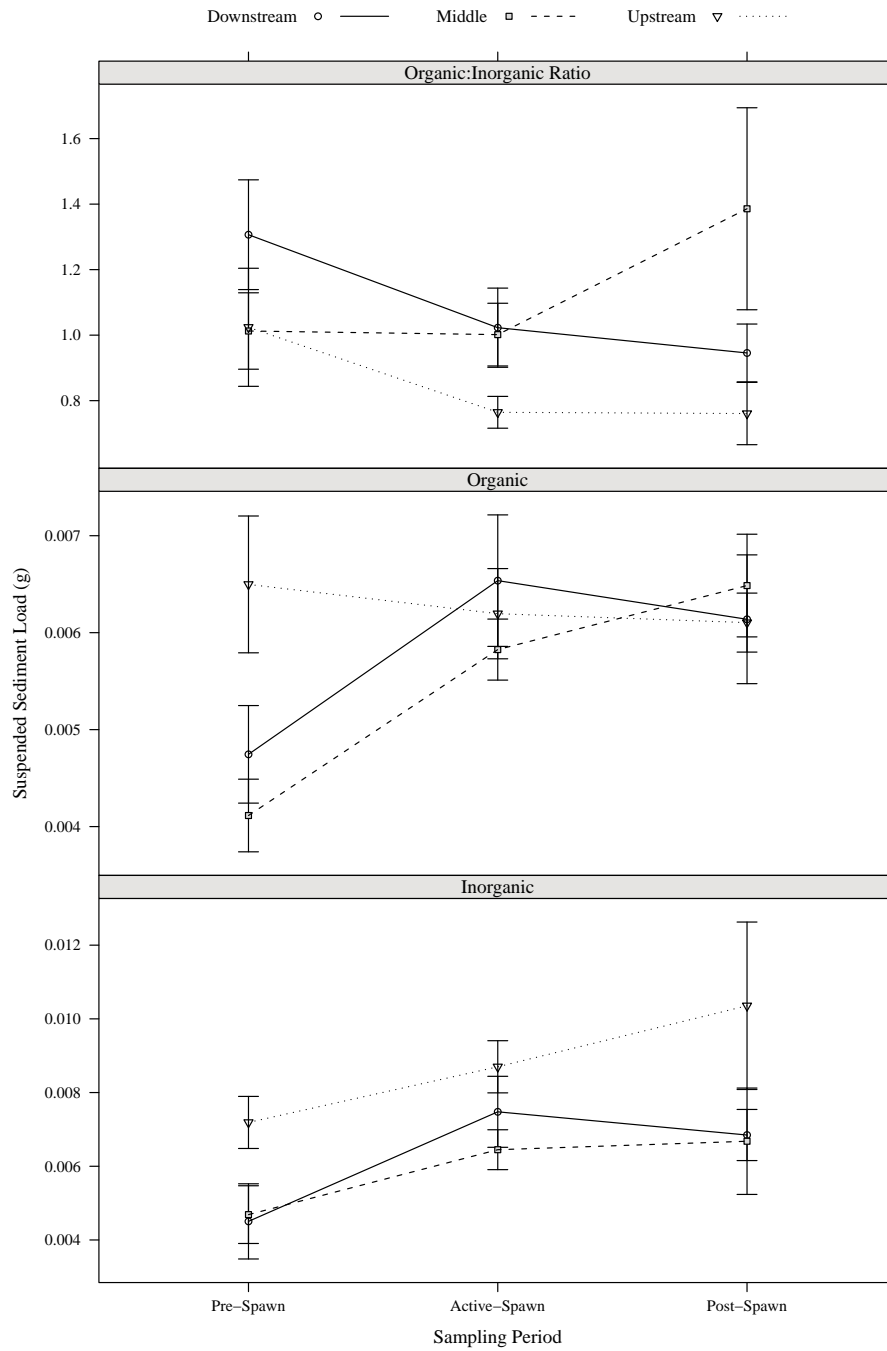 Downstream Middle Upstream
Organic:Inorganic Ratio
1.6
1.4
1.2
1.0
0.8
Organic
0.007
0.006
0.005
0.004
Suspended Sediment Load (g)
Inorganic
0.012
0.010
0.008
0.006
0.004
Pre−Spawn Active−Spawn Post−Spawn
Sampling Period